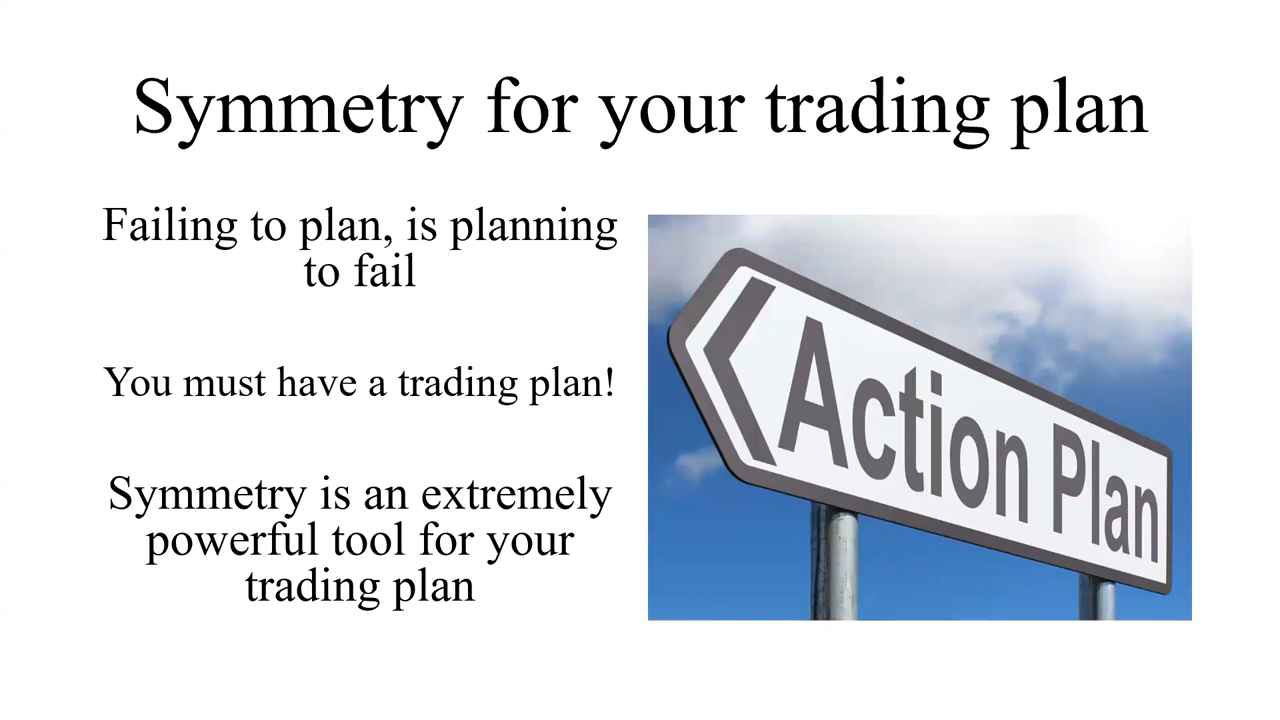 Symmetry for your trading plan
Failing to plan, is planning
to fail
You must have a trading plan!
Symmetry is an extremely
powerful tool for your
trading plan
Action Plan